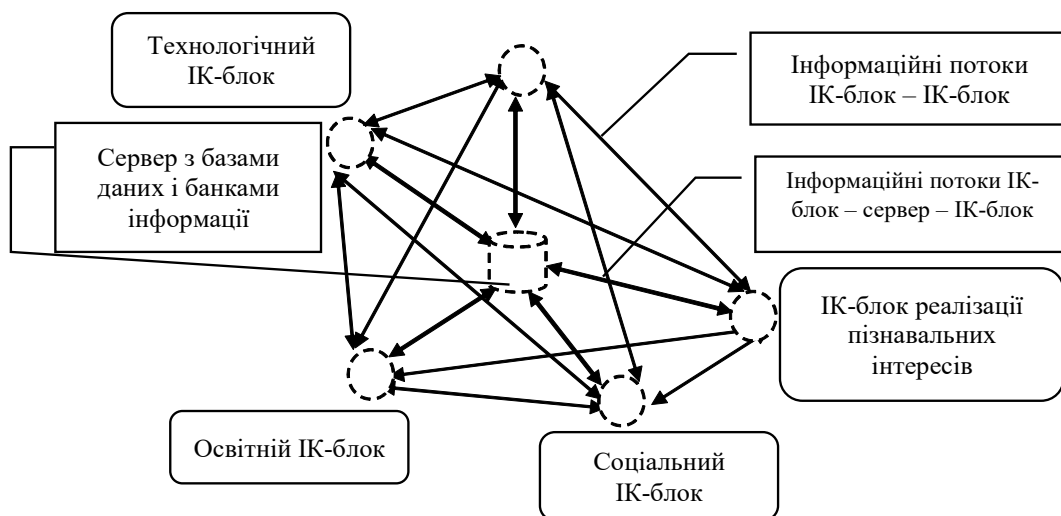 Технологічний
ІК-блок
Інформаційні потоки
ІК-блок – ІК-блок
Сервер з базами
даних і банками
інформації
Інформаційні потоки ІК-
блок – сервер – ІК-блок
ІК-блок реалізації
пізнавальних
інтересів
Освітній ІК-блок
Соціальний
ІК-блок